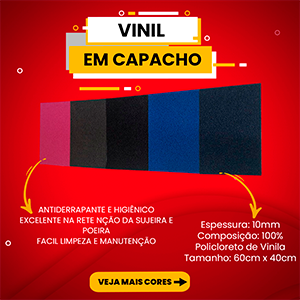 VINIL
EM CAPACHO
ANTIDERRAPANTE E HIGIÊNICO
EXCELENTE NA RETE NÇÃO DA SUJEIRA E
POEIRA
FACIL LIMPEZA E MANUTENÇÃO
Espessura: 10mm
Composição: 100%
Policloreto de Vinila
Tamanho: 60cm x 40cm
VEJA MAIS CORES